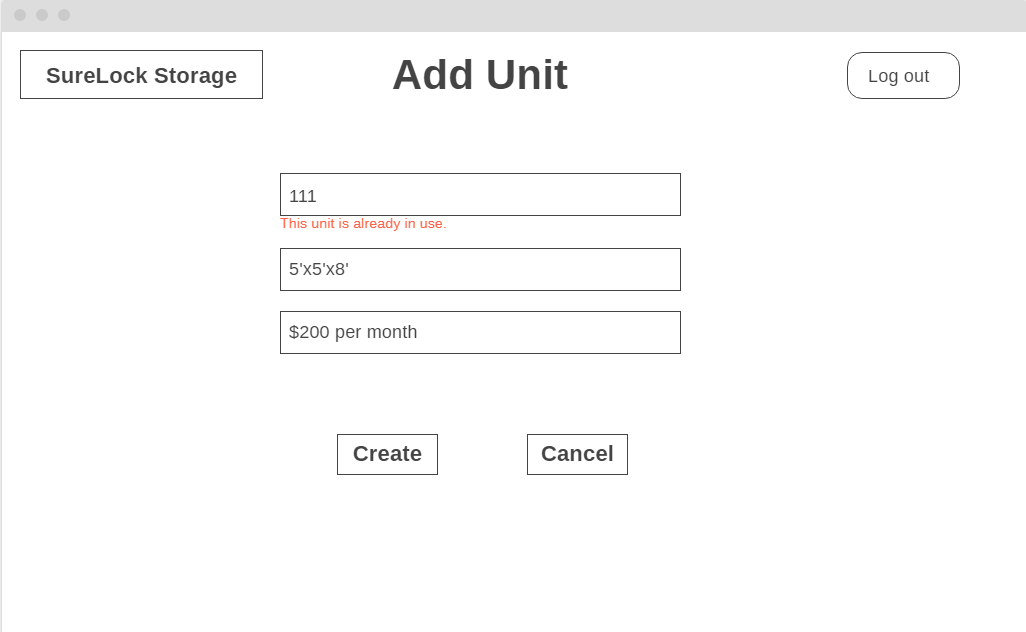 SureLock Storage
Add Unit
Log out
111
This unit is already in use.
5'x5'x8'
$200 per month
Create
Cancel